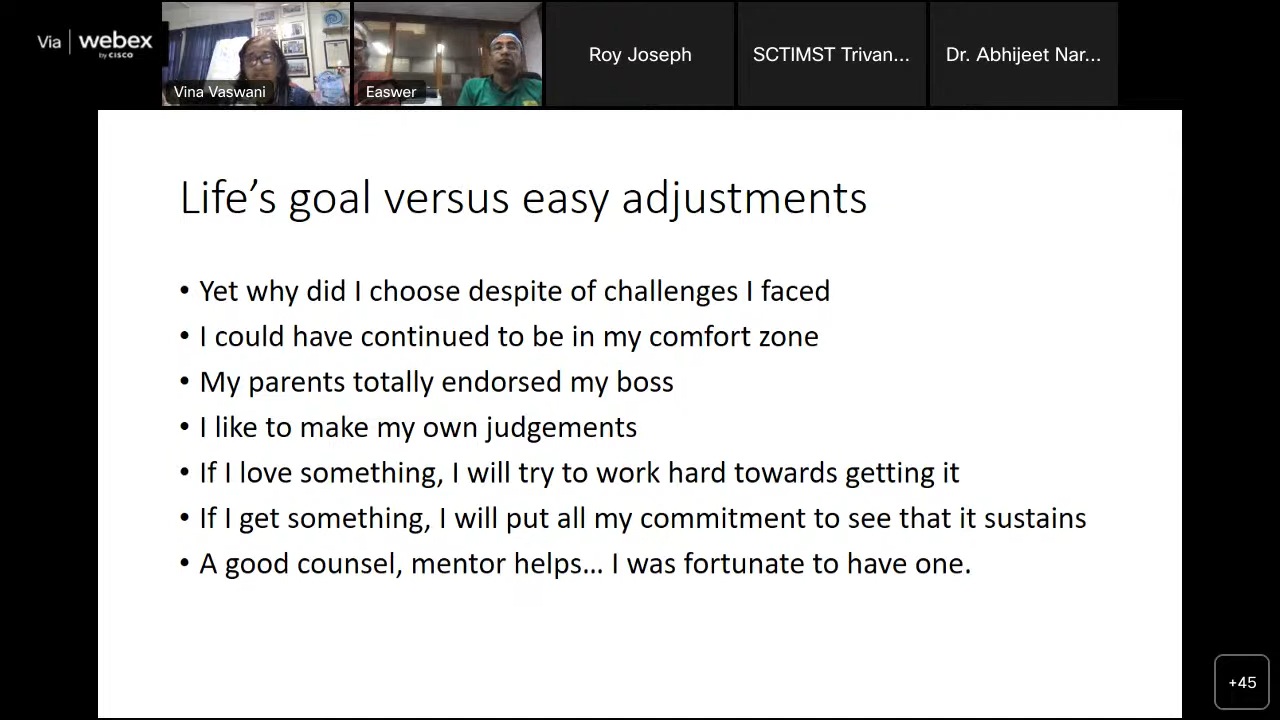 Via | webex
by CISCO
Vina Vaswani
Easwer
Roy Joseph
SCTIMST Trivan...
Dr. Abhijeet Nar...
Life’s goal versus easy adjustments
• Yet why did I choose despite of challenges I faced
• I could have continued to be in my comfort zone
• My parents totally endorsed my boss
• I like to make my own judgements
• If I love something, I will try to work hard towards getting it
• If I get something, I will put all my commitment to see that it sustains
• A good counsel, mentor helps... I was fortunate to have one.
+45